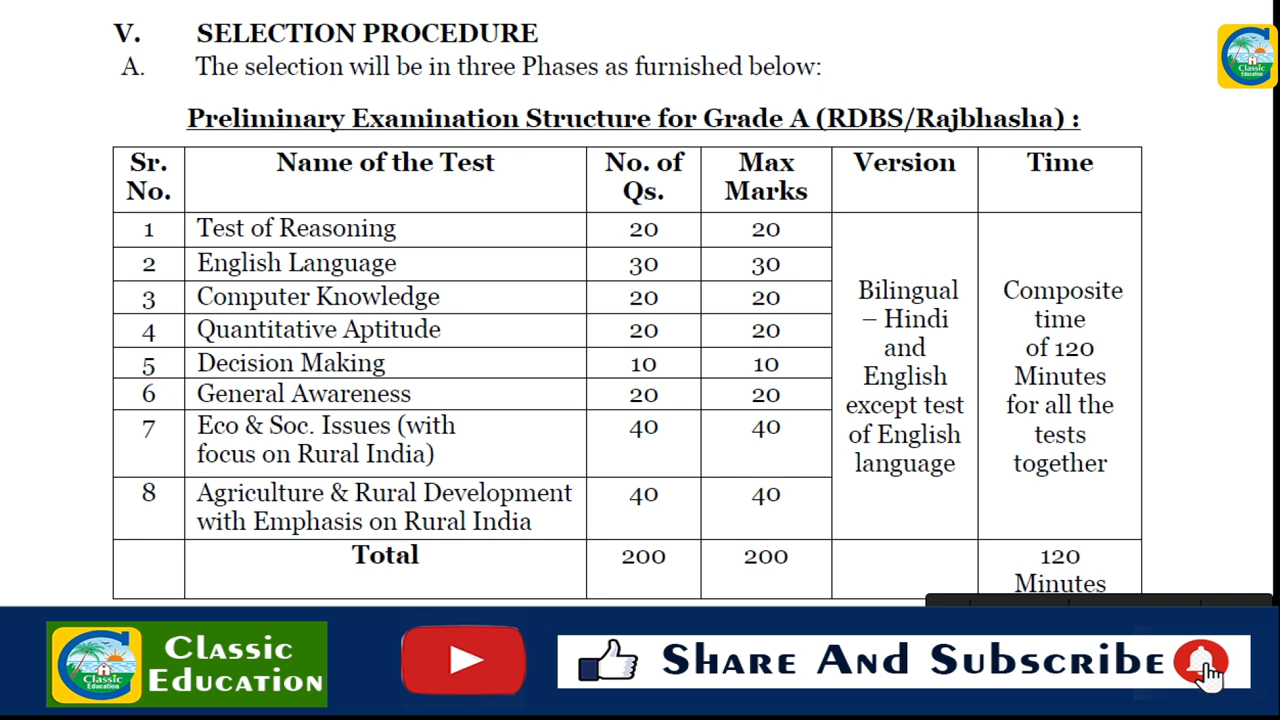 V. SELECTION PROCEDURE
A. The selection will be in three Phases as furnished below:
Preliminary Examination Structure for Grade A (RDBS/Rajbhasha) :
Sr. No. Name of the Test No. of Qs. Max Marks Version Time
1 Test of Reasoning 20 20
2 English Language 30 30
3 Computer Knowledge 20 20
4 Quantitative Aptitude 20 20
5 Decision Making 10 10
6 General Awareness 20 20
7 Eco & Soc. Issues (with
focus on Rural India) 40 40
8 Agriculture & Rural Development
with Emphasis on Rural India 40 40
Bilingual
– Hindi
and
English
except test
of English
language
Composite
time
of 120
Minutes
for all the
tests
together
Total 200 200 120
Minutes
Classic
Education
Classic
Education
CLASSIC
EDUCATION
SHARE AND SUBSCRIBE